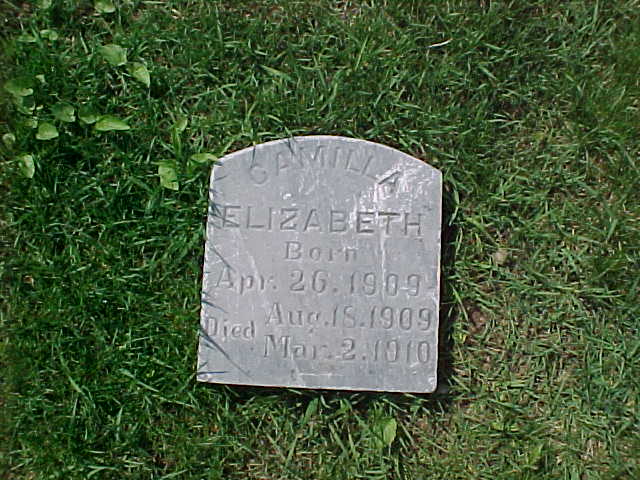 CAMILLA
ELIZABETH
Born
Apr. 26. 1909
Aug. 18. 1909
Died
Mar. 2. 1910